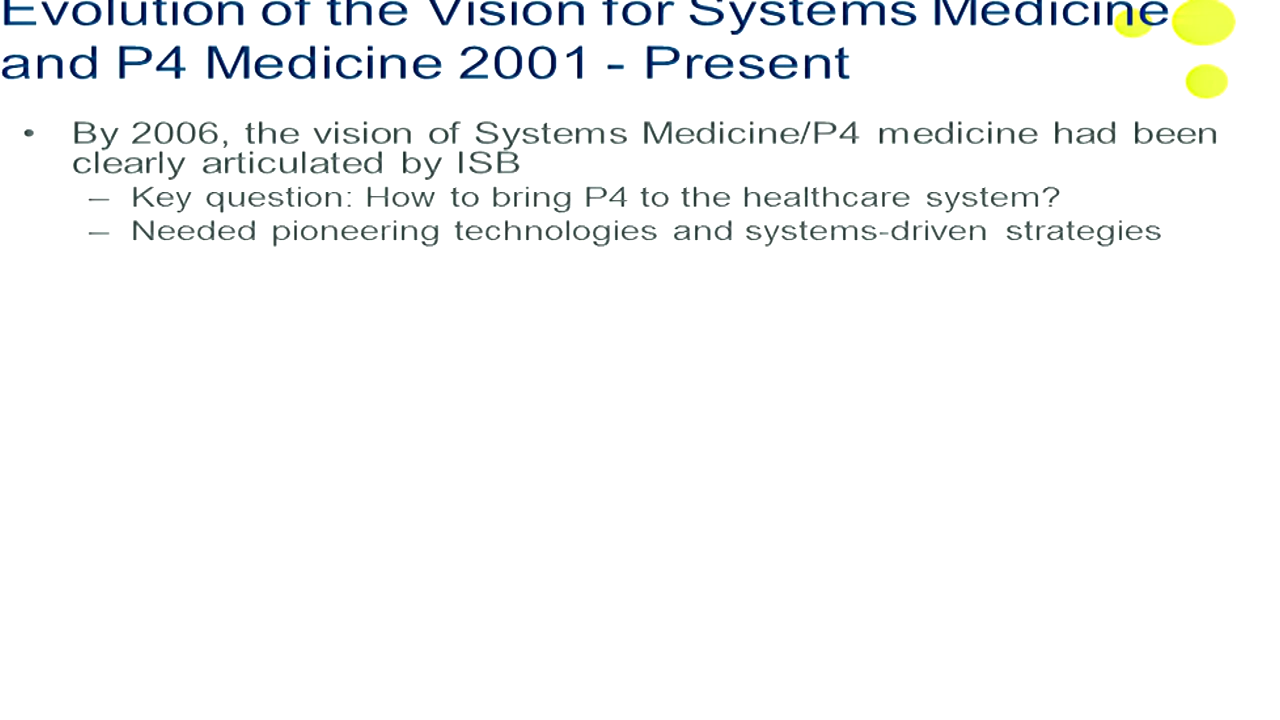 Evolution of the Vision for Systems Medicine
and P4 Medicine 2001 - Present
• By 2006, the vision of Systems Medicine/P4 medicine had been
clearly articulated by ISB
– Key question: How to bring P4 to the healthcare system?
– Needed pioneering technologies and systems-driven strategies